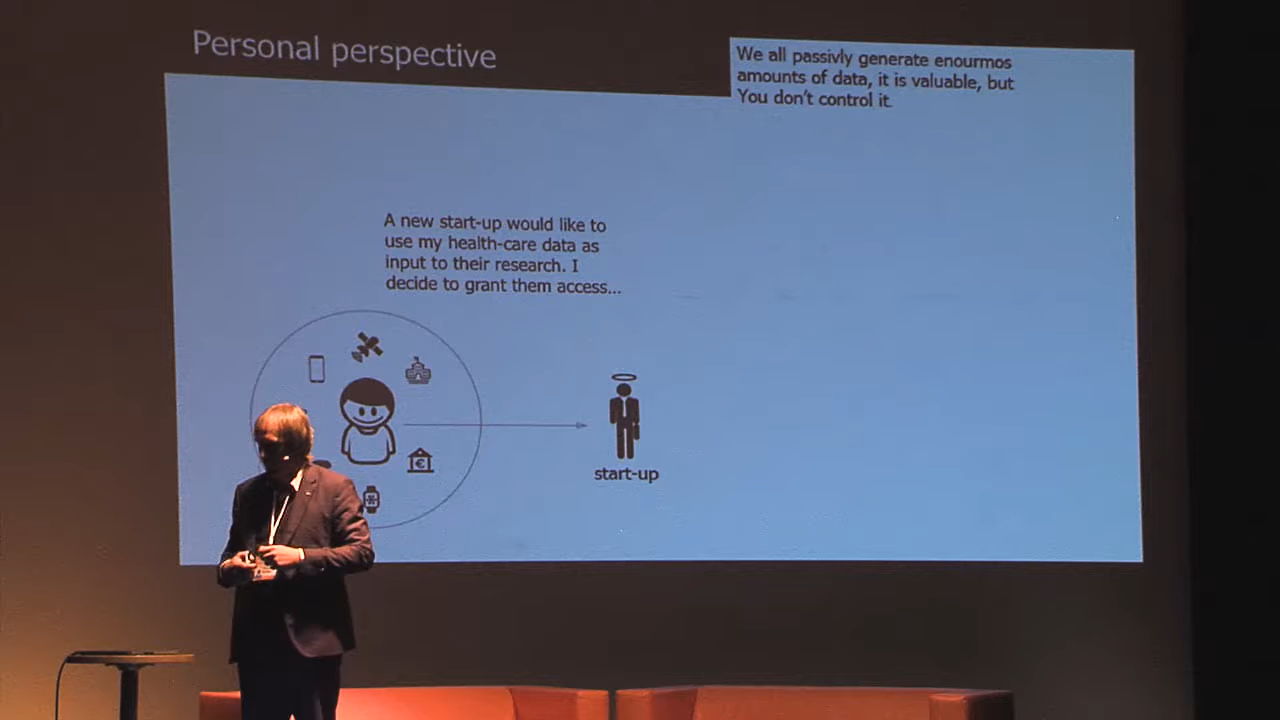 Personal perspective
We all passivly generate enourmos
amounts of data, it is valuable, but
You don't control it.
A new start-up would like to
use my health-care data as
input to their research. I
decide to grant them access...
€
start-up